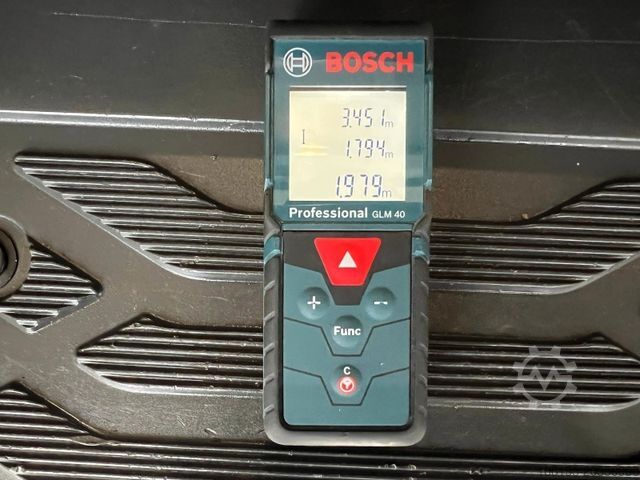 BOSCH
3.451m
1.794m
1.979m
Professional GLM 40
+
-
Func
C